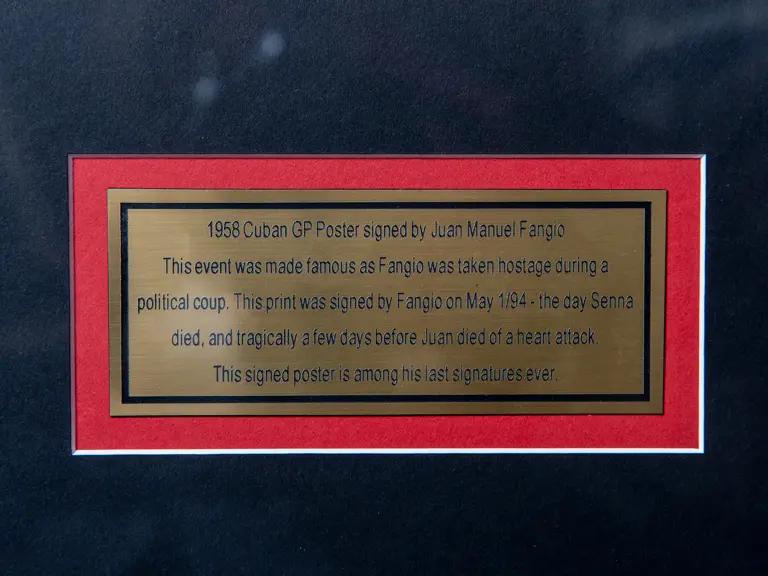 1958 Cuban GP Poster signed by Juan Manuel Fangio
This event was made famous as Fangio was taken hostage during a
political coup. This print was signed by Fangio on May 1/94 - the day Senna
died, and tragically a few days before Juan died of a heart attack.
This signed poster is among his last signatures ever.